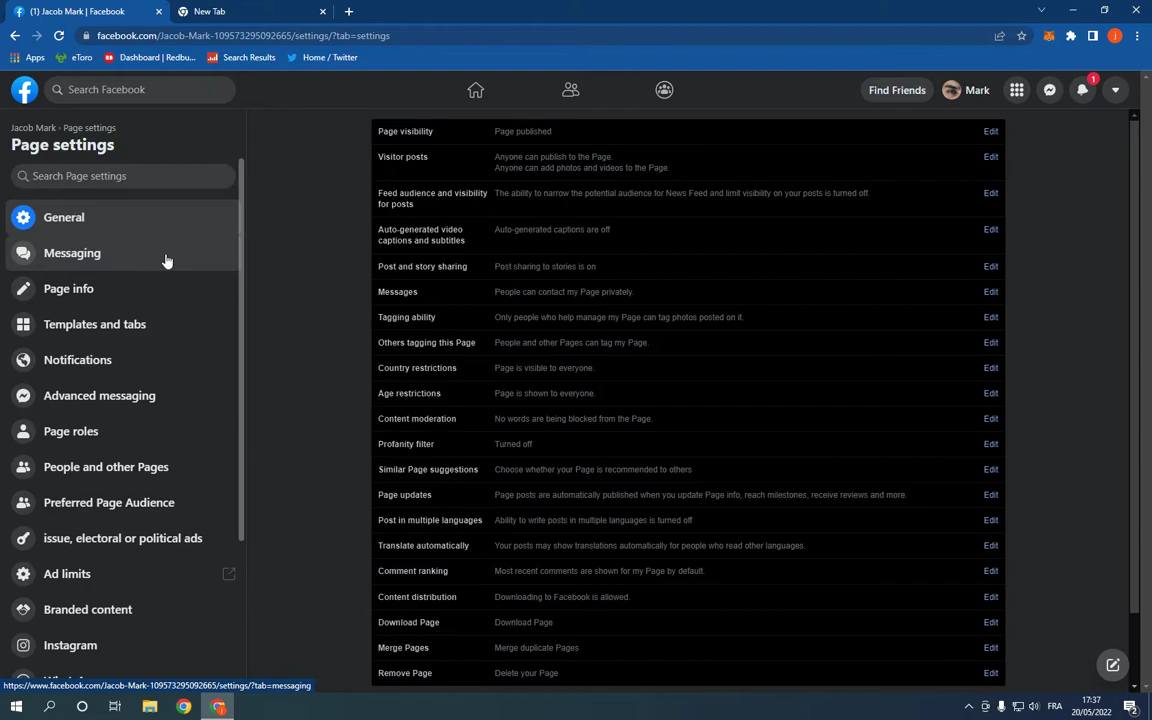 (1) Jacob Mark | Facebook
New Tab
facebook.com/Jacob-Mark-109573295092665/settings/?tab=settings
Apps
eToro
Dashboard | Redbu...
Search Results
Home / Twitter
Search Facebook
Find Friends
Mark
1
Jacob Mark › Page settings
Page settings
Search Page settings
General
Messaging
Page info
Templates and tabs
Notifications
Advanced messaging
Page roles
People and other Pages
Preferred Page Audience
issue, electoral or political ads
Ad limits
Branded content
Instagram
https://www.facebook.com/Jacob-Mark-109573295092665/settings/?tab=messaging
Page visibility Page published Edit
Visitor posts Anyone can publish to the Page. Edit
Anyone can add photos and videos to the Page.
Feed audience and visibility The ability to narrow the potential audience for News Feed and limit visibility on your posts is turned off. Edit
for posts
Auto-generated video Auto-generated captions are off Edit
captions and subtitles
Post and story sharing Post sharing to stories is on Edit
Messages People can contact my Page privately. Edit
Tagging ability Only people who help manage my Page can tag photos posted on it. Edit
Others tagging this Page People and other Pages can tag my Page. Edit
Country restrictions Page is visible to everyone. Edit
Age restrictions Page is shown to everyone. Edit
Content moderation No words are being blocked from the Page. Edit
Profanity filter Turned off Edit
Similar Page suggestions Choose whether your Page is recommended to others Edit
Page updates Page posts are automatically published when you update Page info, reach milestones, receive reviews and more. Edit
Post in multiple languages Ability to write posts in multiple languages is turned off Edit
Translate automatically Your posts may show translations automatically for people who read other languages. Edit
Comment ranking Most recent comments are shown for my Page by default. Edit
Content distribution Downloading to Facebook is allowed. Edit
Download Page Download Page Edit
Merge Pages Merge duplicate Pages Edit
Remove Page Delete your Page Edit
FRA
17:37
20/05/2022
2